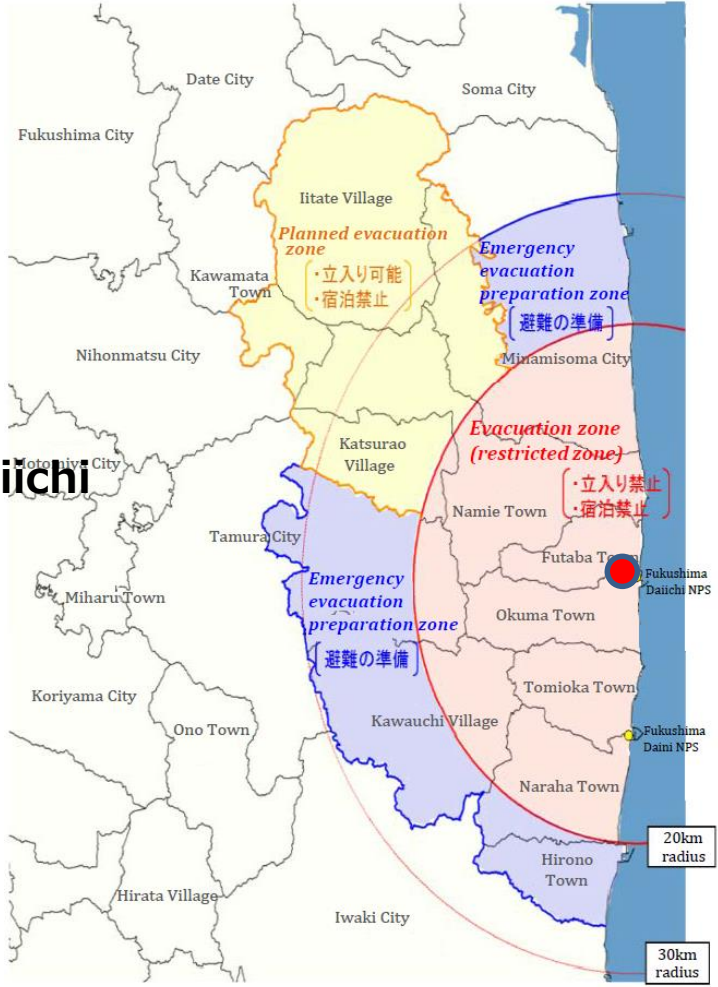 Date City
Soma City
Fukushima City
Iitate Village
Planned evacuation
zone
・立入り可能
・宿泊禁止
Emergency
evacuation
preparation zone
避難の準備
Kawamata
Town
Nihonmatsu City
Minamisoma City
Evacuation zone
(restricted zone)
・立入り禁止
・宿泊禁止
Katsurao
Village
Motomiya City
iichi
Namie Town
Tamura City
Futaba Town
Fukushima
Daiichi NPS
Emergency
evacuation
preparation zone
避難の準備
Miharu Town
Okuma Town
Koriyama City
Tomioka Town
Ono Town
Kawauchi Village
Fukushima
Daini NPS
Naraha Town
20km
radius
Hirono
Town
Hirata Village
Iwaki City
30km
radius